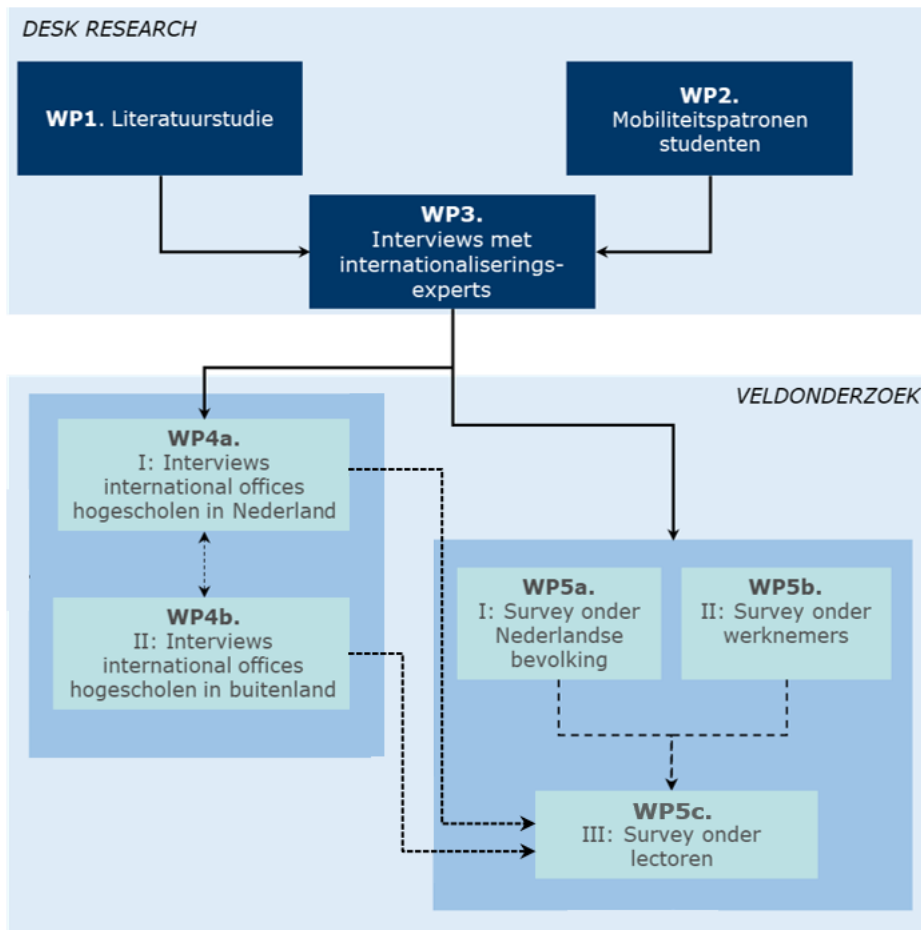 DESK RESEARCH
WP1. Literatuurstudie
WP2.
Mobiliteitspatronen
studenten
WP3.
Interviews met
internationaliserings-
experts
VELDONDERZOEK
WP4a.
I: Interviews
international offices
hogescholen in Nederland
WP4b.
II: Interviews
international offices
hogescholen in buitenland
WP5a.
I: Survey onder
Nederlandse
bevolking
WP5b.
II: Survey onder
werknemers
WP5c.
III: Survey onder
lectoren